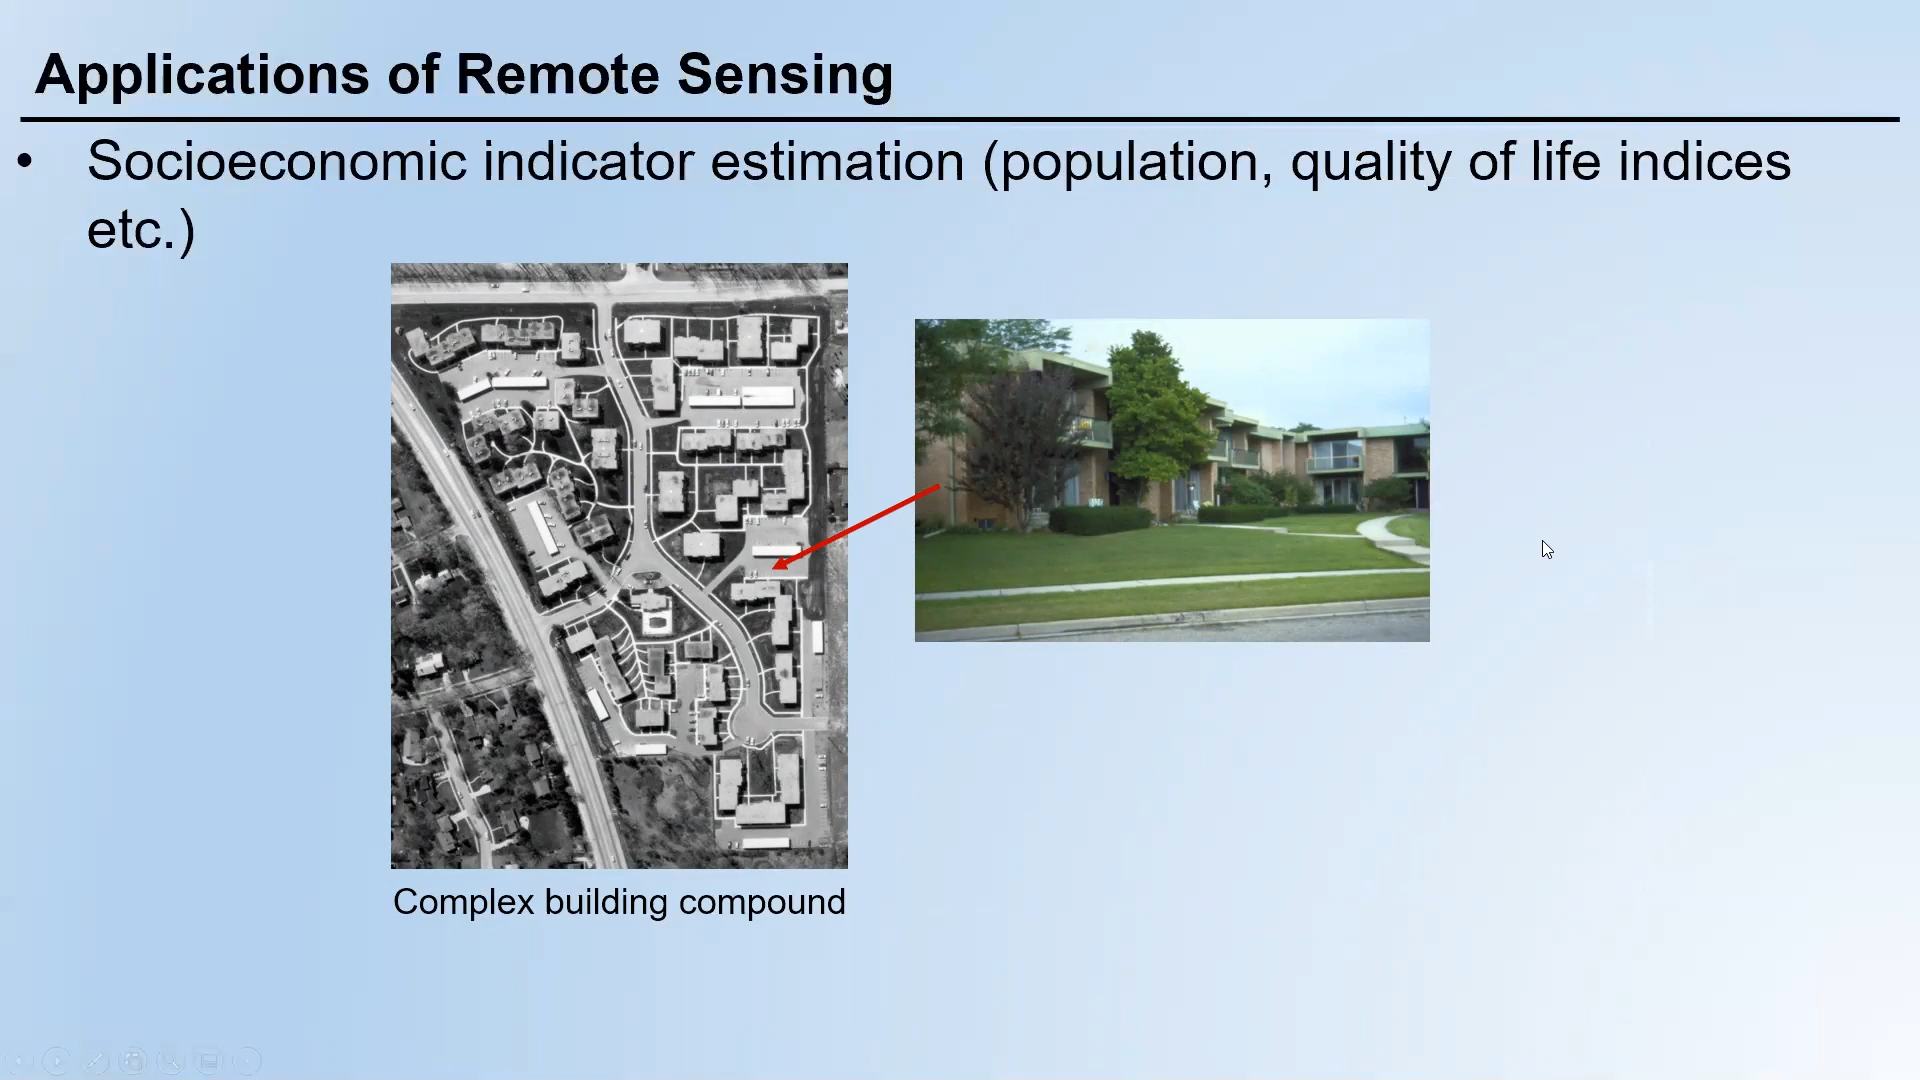 Applications of Remote Sensing
• Socioeconomic indicator estimation (population, quality of life indices
etc.)
Complex building compound